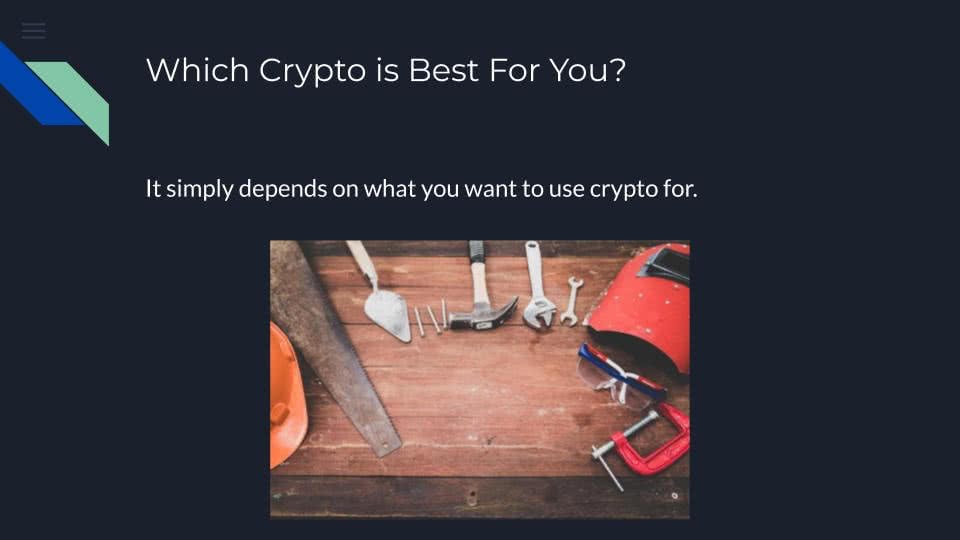 Which Crypto is Best For You?
It simply depends on what you want to use crypto for.